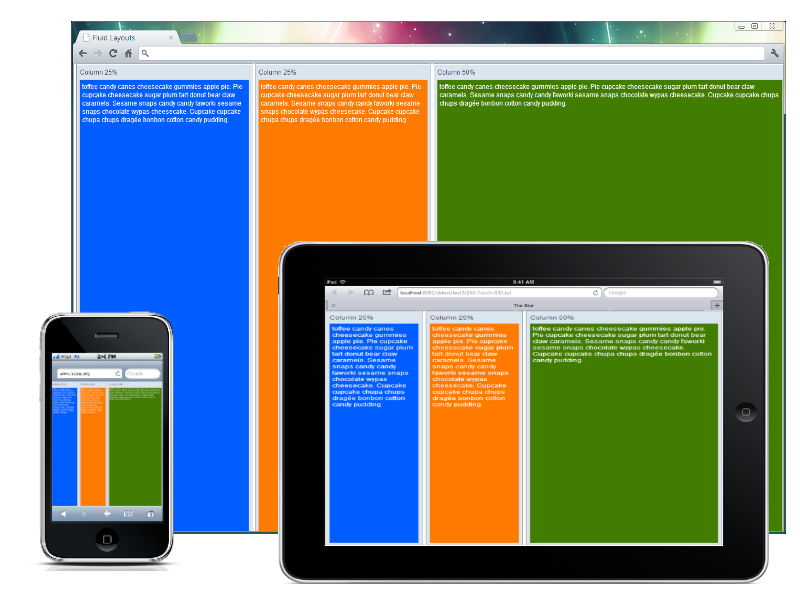 Fluid Layouts
Column 25%
toffee candy canes cheesecake gummies apple pie. Pie
cupcake cheesecake sugar plum tart donut bear claw
caramels. Sesame snaps candy candy faworki sesame
snaps chocolate wypas cheesecake. Cupcake cupcake
chupa chups dragée bonbon cotton candy pudding.
Column 25%
toffee candy canes cheesecake gummies apple pie. Pie
cupcake cheesecake sugar plum tart donut bear claw
caramels. Sesame snaps candy candy faworki sesame
snaps chocolate wypas cheesecake. Cupcake cupcake
chupa chups dragée bonbon cotton candy pudding.
Column 50%
toffee candy canes cheesecake gummies apple pie. Pie cupcake cheesecake sugar plum tart donut bear claw
caramels. Sesame snaps candy candy faworki sesame snaps chocolate wypas cheesecake. Cupcake cupcake chupa
chups dragée bonbon cotton candy pudding.
iPad
9:41 AM
Google
The Star
Column 25%
toffee candy canes
cheesecake gummies
apple pie. Pie cupcake
cheesecake sugar plum
tart donut bear claw
caramels. Sesame
snaps candy candy
faworki sesame snaps
chocolate wypas
cheesecake. Cupcake
cupcake chupa chups
dragée bonbon cotton
candy pudding.
Column 25%
toffee candy canes
cheesecake gummies
apple pie. Pie cupcake
cheesecake sugar plum
tart donut bear claw
caramels. Sesame
snaps candy candy
faworki sesame snaps
chocolate wypas
cheesecake. Cupcake
cupcake chupa chups
dragée bonbon cotton
candy pudding.
Column 50%
toffee candy canes cheesecake gummies apple pie.
Pie cupcake cheesecake sugar plum tart donut bear
claw caramels. Sesame snaps candy candy faworki
sesame snaps chocolate wypas cheesecake.
Cupcake cupcake chupa chups dragée bonbon cotton
candy pudding.
2:41 PM
Google